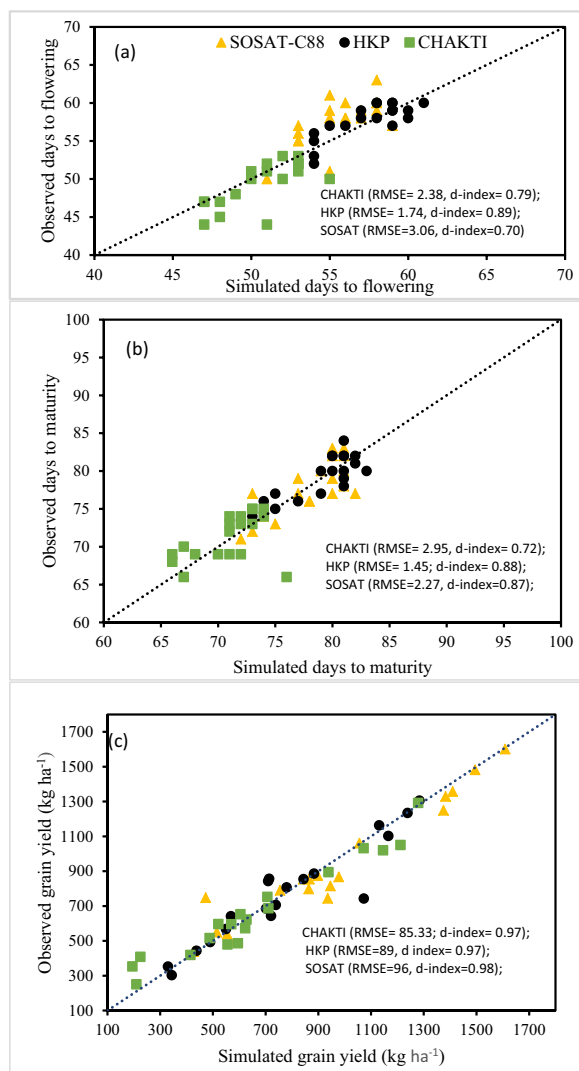 70
(a)
SOSAT-C88 HKP CHAKTI
65
60
55
50
45
40
Observed days to flowering
CHAKTI (RMSE= 2.38, d-index= 0.79);
HKP (RMSE= 1.74, d-index= 0.89);
SOSAT (RMSE=3.06, d-index=0.70)
40 45 50 55 60 65 70
Simulated days to flowering
100
(b)
95
90
85
80
75
70
65
60
Observed days to maturity
CHAKTI (RMSE= 2.95, d-index= 0.72);
HKP (RMSE= 1.45; d-index= 0.88);
SOSAT (RMSE=2.27, d-index=0.87);
60 65 70 75 80 85 90 95 100
Simulated days to maturity
(c)
1700
1500
1300
1100
900
700
500
300
100
Observed grain yield (kg ha⁻¹)
CHAKTI (RMSE= 85.33; d-index= 0.97);
HKP (RMSE=89, d index= 0.97);
SOSAT (RMSE=96, d-index=0.98);
100 300 500 700 900 1100 1300 1500 1700
Simulated grain yield (kg ha⁻¹)